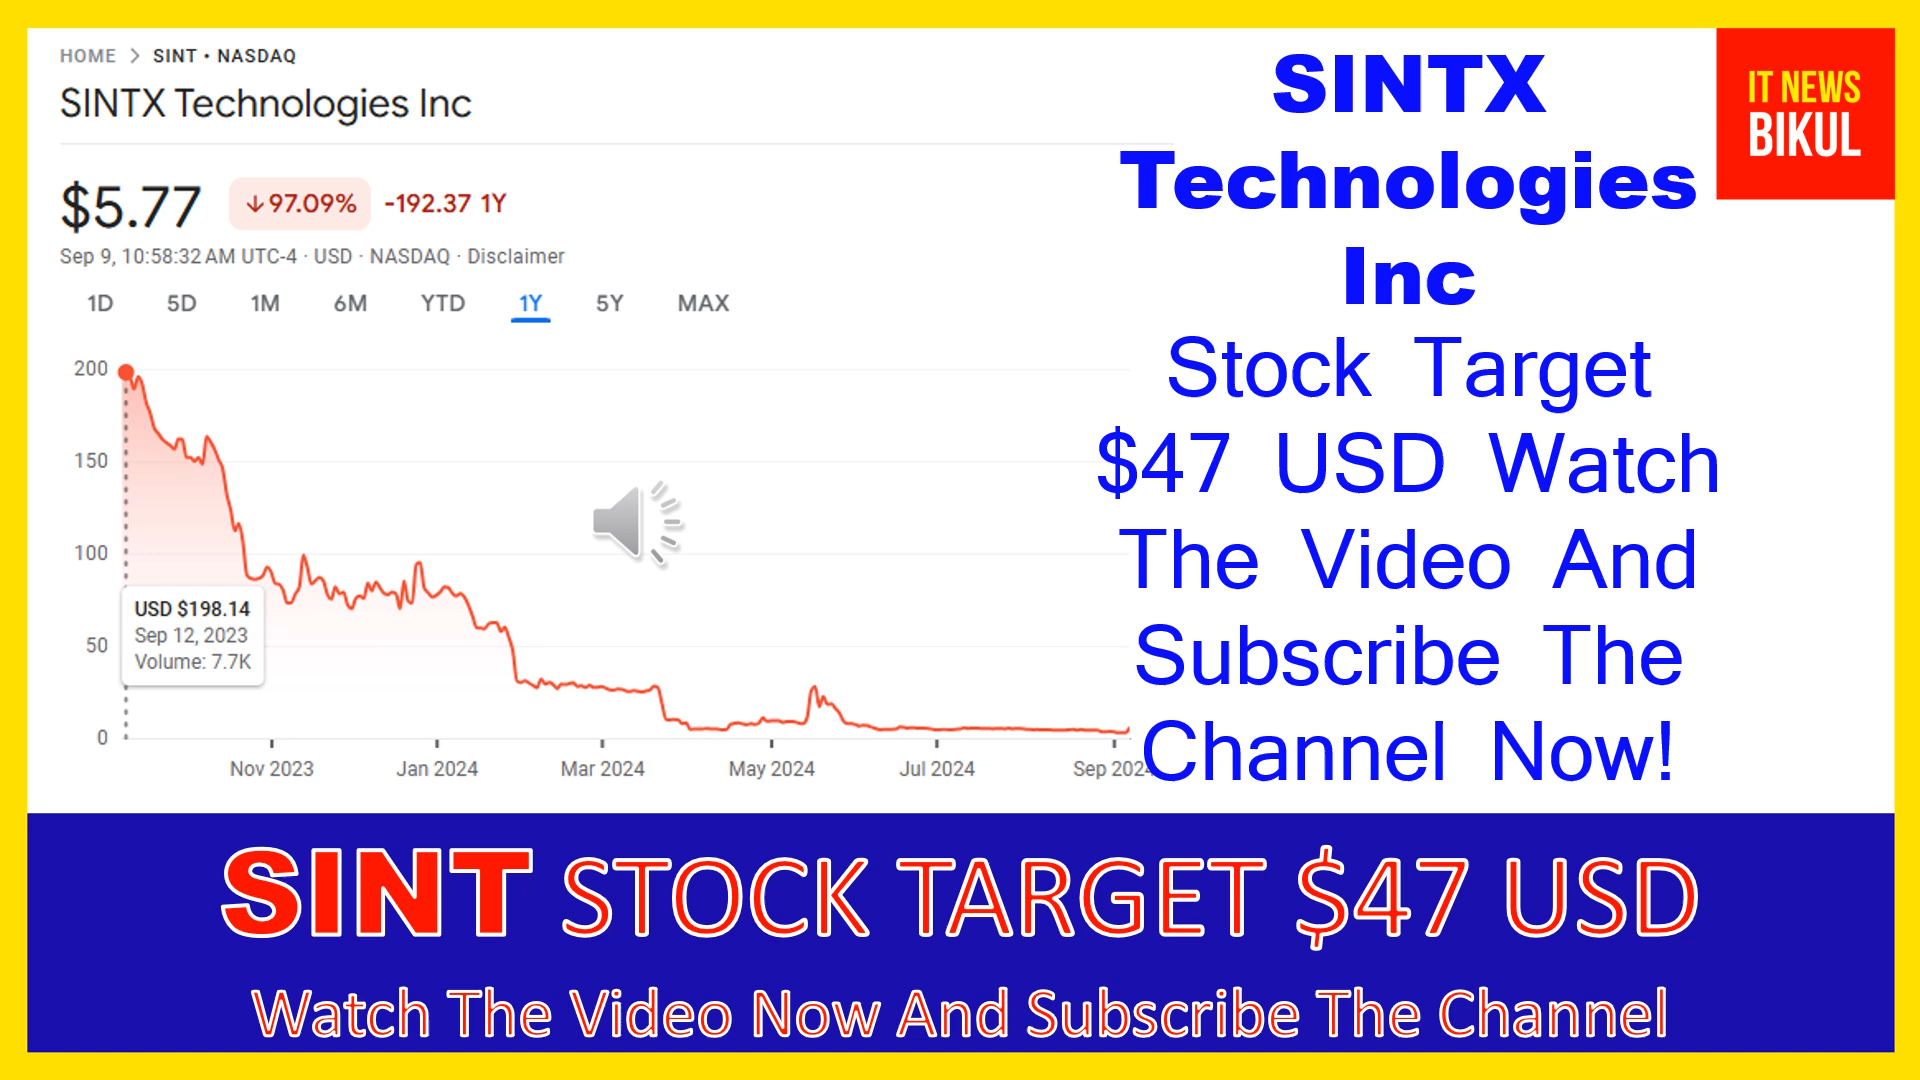 HOME > SINT • NASDAQ
SINTX Technologies Inc
$5.77 ↓97.09% -192.37 1Y
Sep 9, 10:58:32 AM UTC-4 · USD · NASDAQ · Disclaimer
1D 5D 1M 6M YTD 1Y 5Y MAX
200
150
100
50
0
USD $198.14
Sep 12, 2023
Volume: 7.7K
Nov 2023 Jan 2024 Mar 2024 May 2024 Jul 2024 Sep 2024
SINTX
Technologies
Inc
Stock Target
$47 USD Watch
The Video And
Subscribe The
Channel Now!
IT NEWS
BIKUL
SINT STOCK TARGET $47 USD
Watch The Video Now And Subscribe The Channel